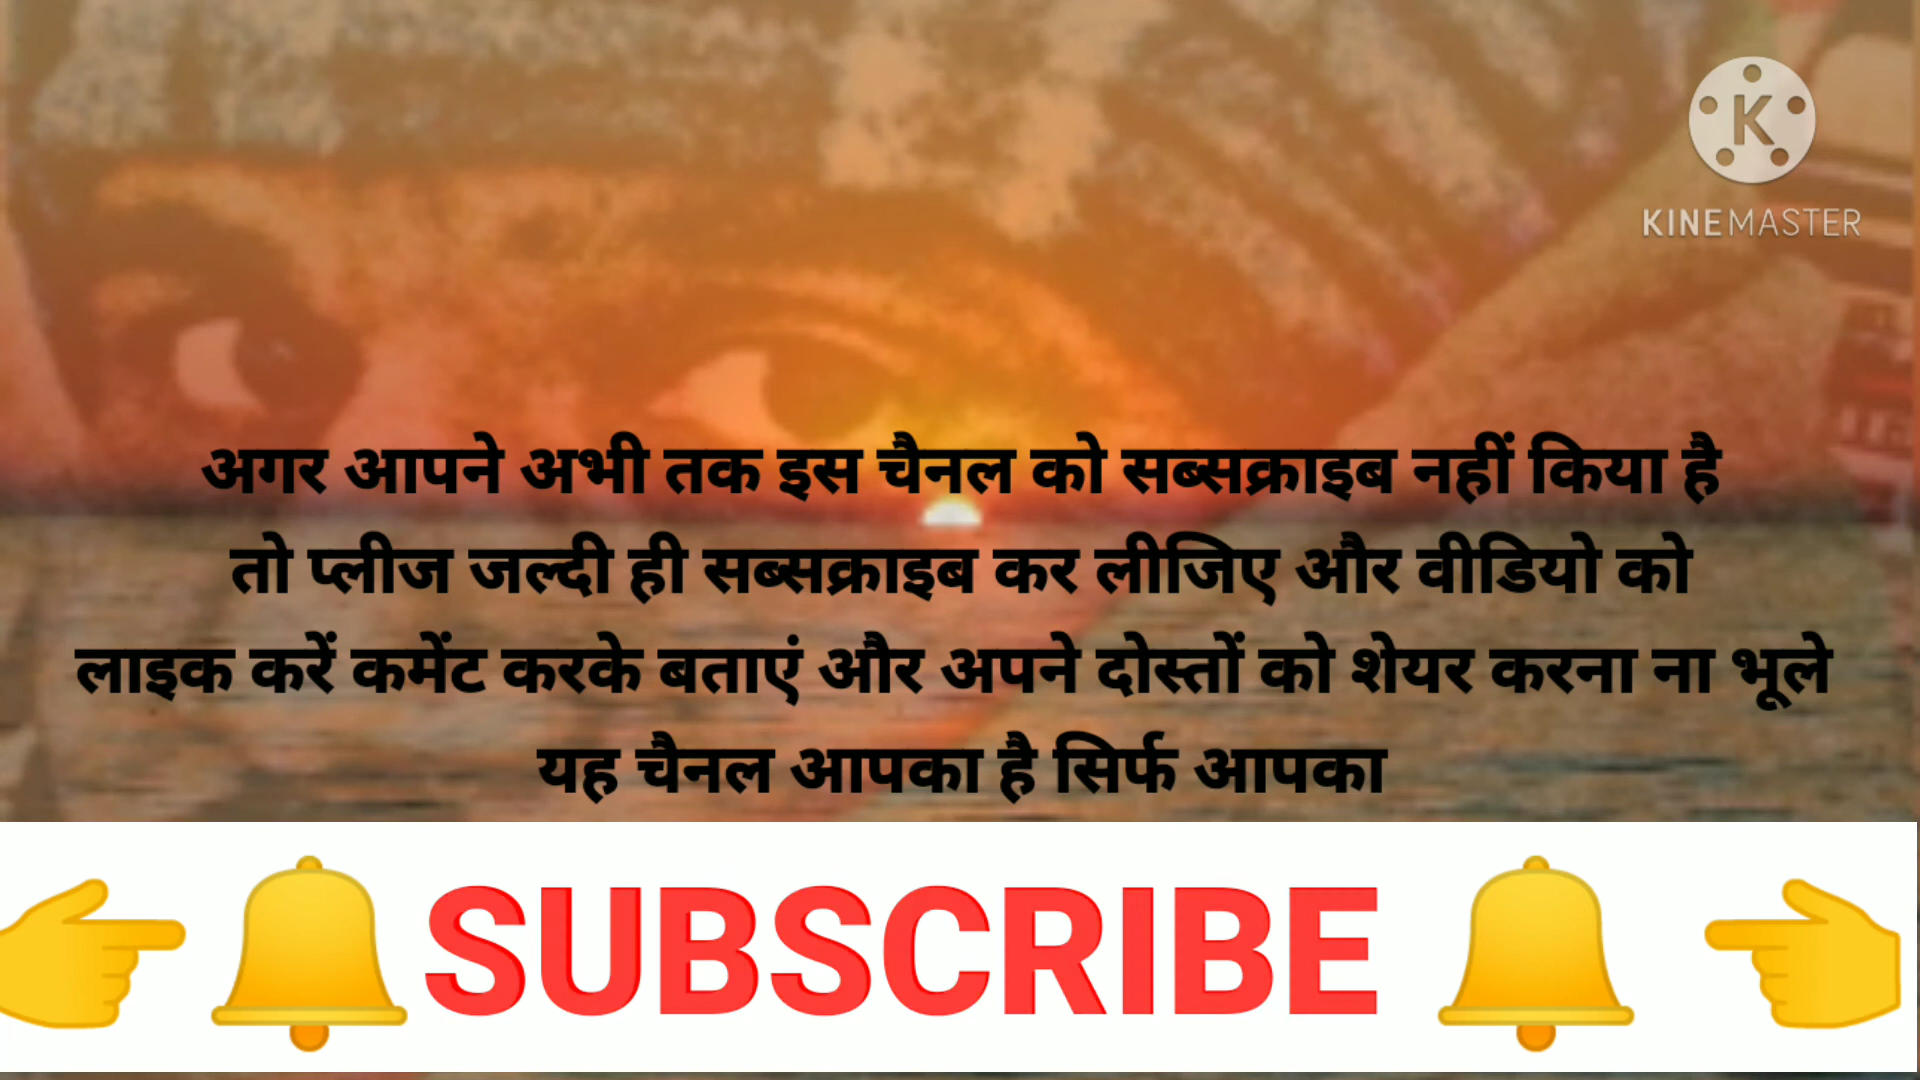 KINEMASTER
अगर आपने अभी तक इस चैनल को सब्सक्राइब नहीं किया है
तो प्लीज जल्दी ही सब्सक्राइब कर लीजिए और वीडियो को
लाइक करें कमेंट करके बताएं और अपने दोस्तों को शेयर करना ना भूले
यह चैनल आपका है सिर्फ आपका
SUBSCRIBE